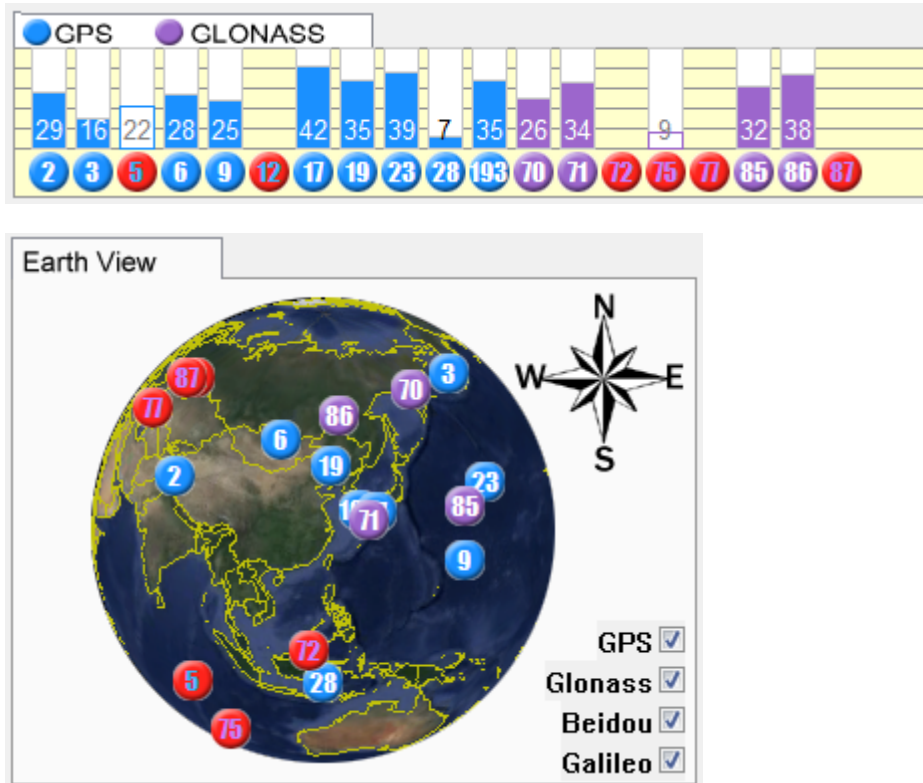 GPS GLONASS
29 16 22 28 25 42 35 39 7 35 26 34 9 32 38
2 3 5 6 9 12 17 19 23 28 193 70 71 72 75 77 85 86 87
Earth View
N
W E
S
87
3
70
77
86
6
19
2
23
85
71
9
72
5
28
75
GPS
Glonass
Beidou
Galileo